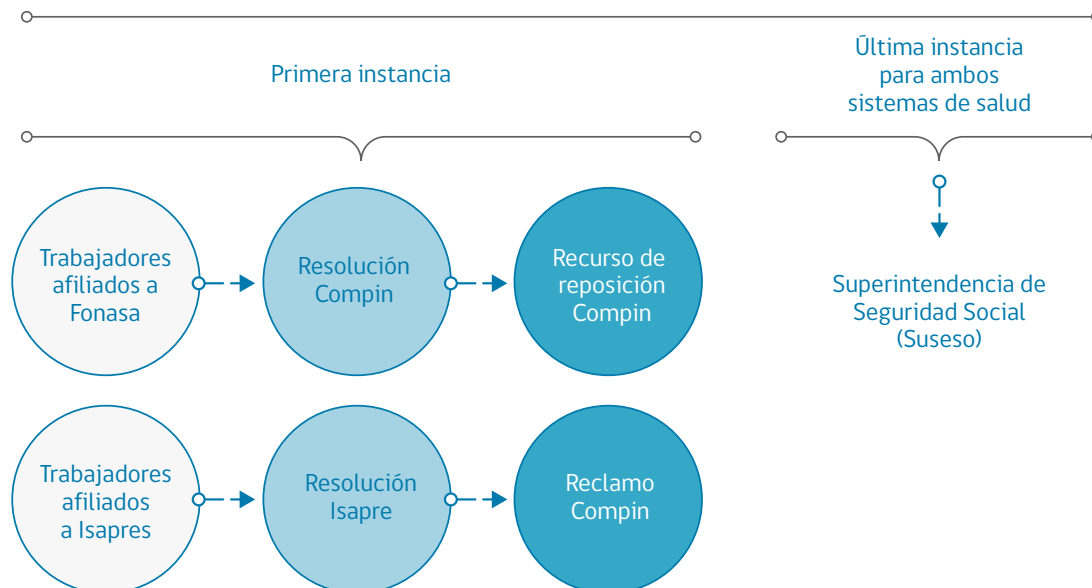 Primera instancia
Última instancia
para ambos
sistemas de salud
Trabajadores
afiliados a
Fonasa
Resolución
Compin
Recurso de
reposición
Compin
Superintendencia de
Seguridad Social
(Suseso)
Trabajadores
afiliados
a Isapres
Resolución
Isapre
Reclamo
Compin